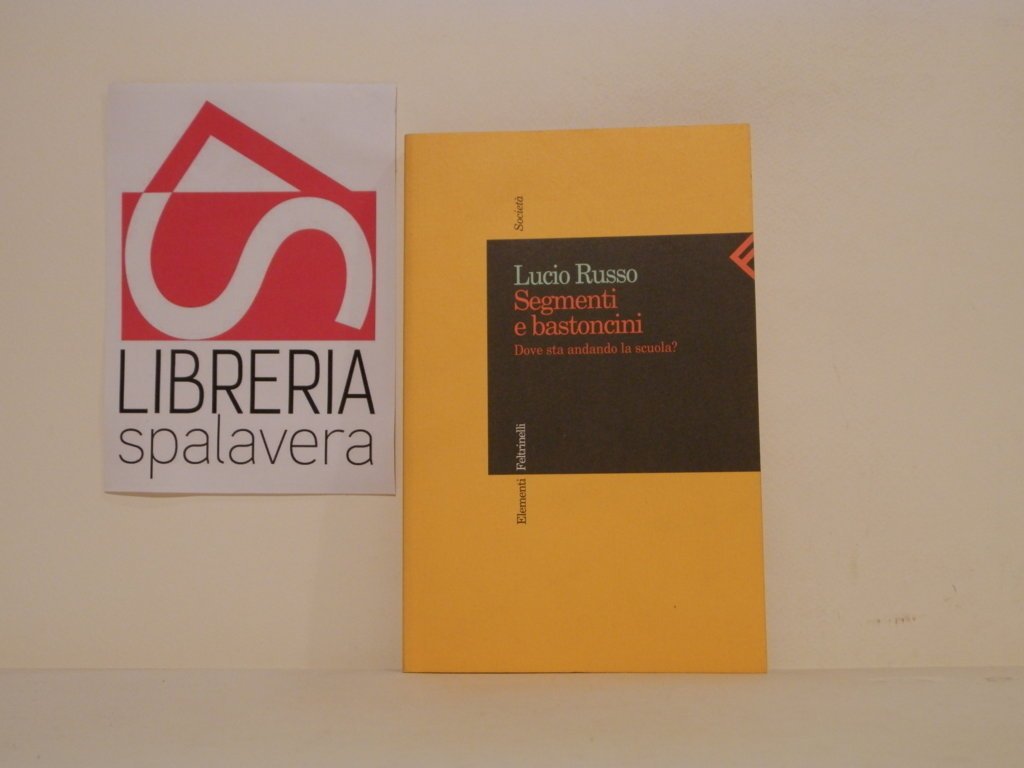 LIBRERIA
spalavera
Società
Lucio Russo
Segmenti
e bastoncini
Dove sta andando la scuola?
Elementi Feltrinelli